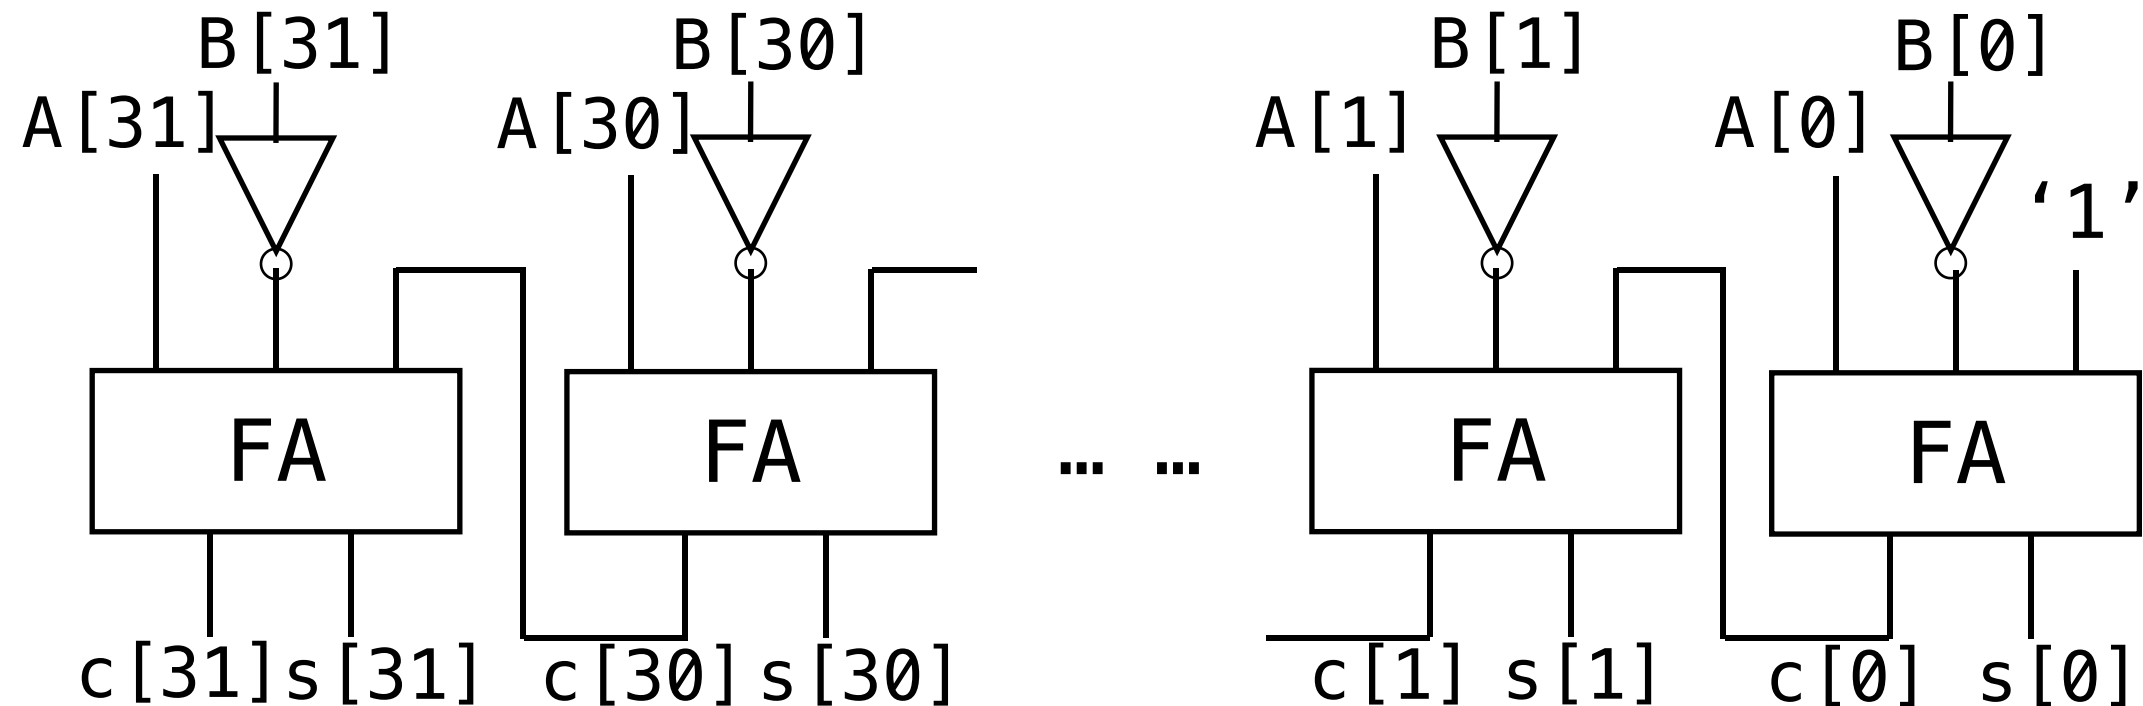 B[31] B[30] B[1] B[0]
A[31] A[30] A[1] A[0]
‘1’
FA FA … … FA FA
c[31] s[31] c[30] s[30] c[1] s[1] c[0] s[0]